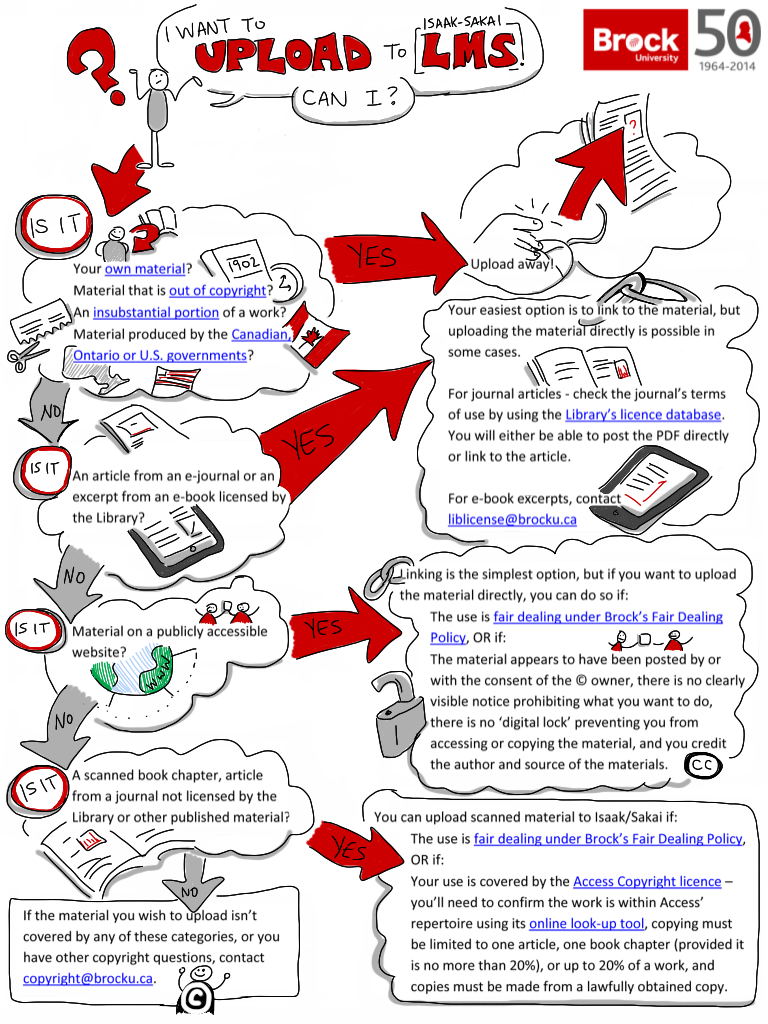 I WANT TO
UPLOAD TO [ISAAK-SAKAI LMS]
CAN I?
?
Brock
University
50
1964-2014
IS IT
1902
Your own material?
Material that is out of copyright?
An insubstantial portion of a work?
Material produced by the Canadian,
Ontario or U.S. governments?
YES
Upload away!
?
NO
Your easiest option is to link to the material, but
uploading the material directly is possible in
some cases.
For journal articles - check the journal's terms
of use by using the Library's licence database.
You will either be able to post the PDF directly
or link to the article.
For e-book excerpts, contact
liblicense@brocku.ca
IS IT
An article from an e-journal or an
excerpt from an e-book licensed by
the Library?
YES
NO
IS IT
Material on a publicly accessible
website?
WWW
YES
Linking is the simplest option, but if you want to upload
the material directly, you can do so if:
The use is fair dealing under Brock's Fair Dealing
Policy, OR if:
The material appears to have been posted by or
with the consent of the © owner, there is no clearly
visible notice prohibiting what you want to do,
there is no 'digital lock' preventing you from
accessing or copying the material, and you credit
the author and source of the materials.
CC
NO
IS IT
A scanned book chapter, article
from a journal not licensed by the
Library or other published material?
YES
You can upload scanned material to Isaak/Sakai if:
The use is fair dealing under Brock's Fair Dealing Policy,
OR if:
Your use is covered by the Access Copyright licence –
you'll need to confirm the work is within Access'
repertoire using its online look-up tool, copying must
be limited to one article, one book chapter (provided it
is no more than 20%), or up to 20% of a work, and
copies must be made from a lawfully obtained copy.
NO
If the material you wish to upload isn't
covered by any of these categories, or you
have other copyright questions, contact
copyright@brocku.ca.
C